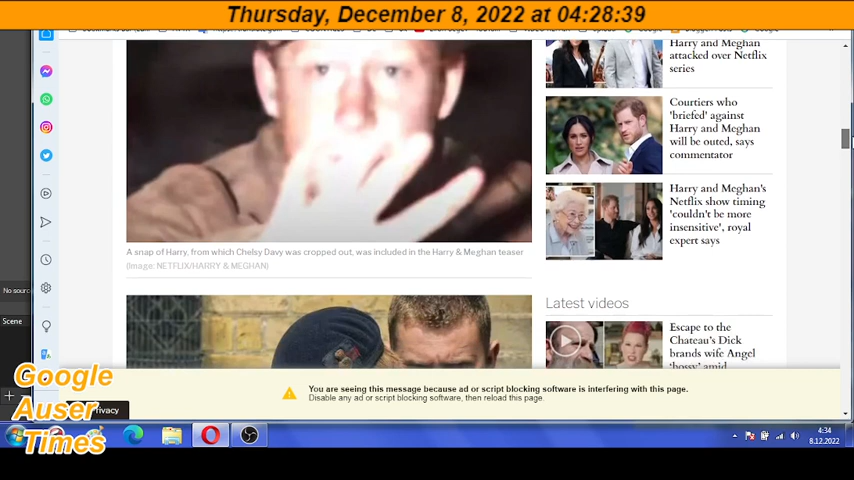 Thursday, December 8, 2022 at 04:28:39
Harry and Meghan
attacked over Netflix
series
Courtiers who
'briefed' against
Harry and Meghan
will be outed, says
commentator
Harry and Meghan's
Netflix show timing
'couldn't be more
insensitive', royal
expert says
A snap of Harry, from which Chelsy Davy was cropped out, was included in the Harry & Meghan teaser
(Image: NETFLIX/HARRY & MEGHAN)
Latest videos
Escape to the
Chateau's Dick
brands wife Angel
'bossy' amid
No sourc
Scene
You are seeing this message because ad or script blocking software is interfering with this page.
Disable any ad or script blocking software, then reload this page.
Google
Auser
Times
rivacy
4:34
8.12.2022